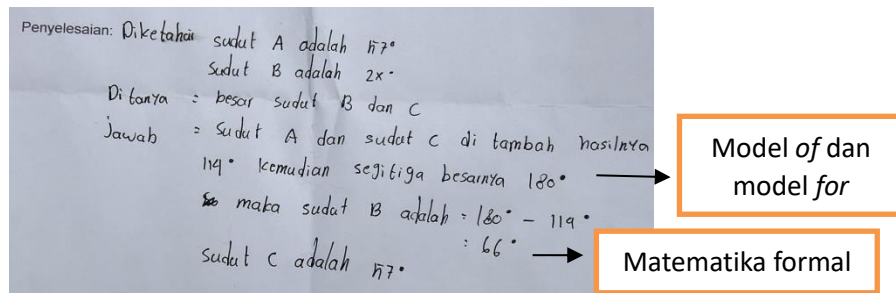 Penyelesaian: Diketahui sudut A adalah 57°
Sudut B adalah 2x°
Ditanya : besar sudut B dan C
Jawab : Sudut A dan sudut C di tambah hasilnya
114° kemudian segitiga besarnya 180°
maka sudut B adalah = 180° - 114°
: 66°
Sudut C adalah 57°
Model of dan
model for
Matematika formal